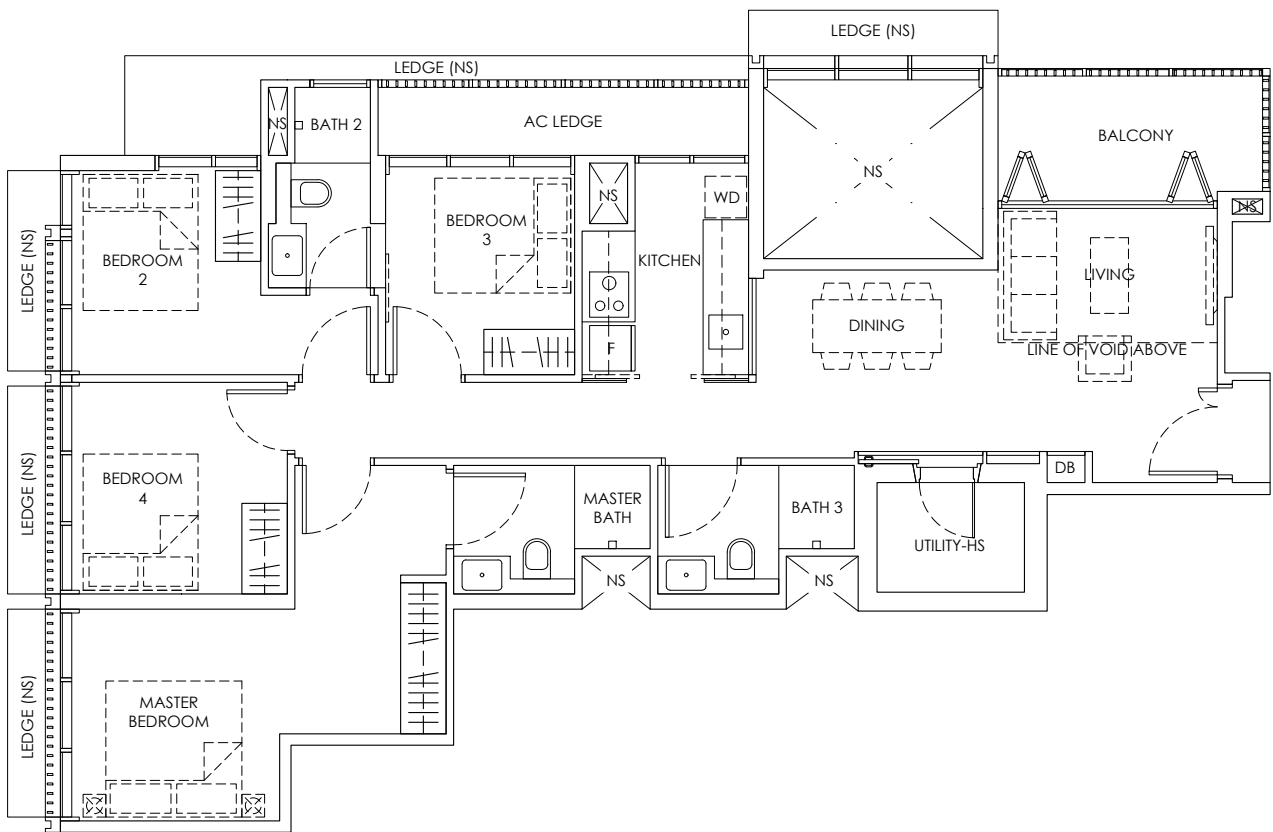 LEDGE (NS)
LEDGE (NS)
NS
BATH 2
AC LEDGE
BALCONY
NS
NS
WD
NS
LEDGE (NS)
BEDROOM
2
BEDROOM
3
KITCHEN
LIVING
DINING
LINE OF VOID ABOVE
F
LEDGE (NS)
BEDROOM
4
MASTER
BATH
BATH 3
DB
UTILITY-HS
NS
NS
LEDGE (NS)
MASTER
BEDROOM